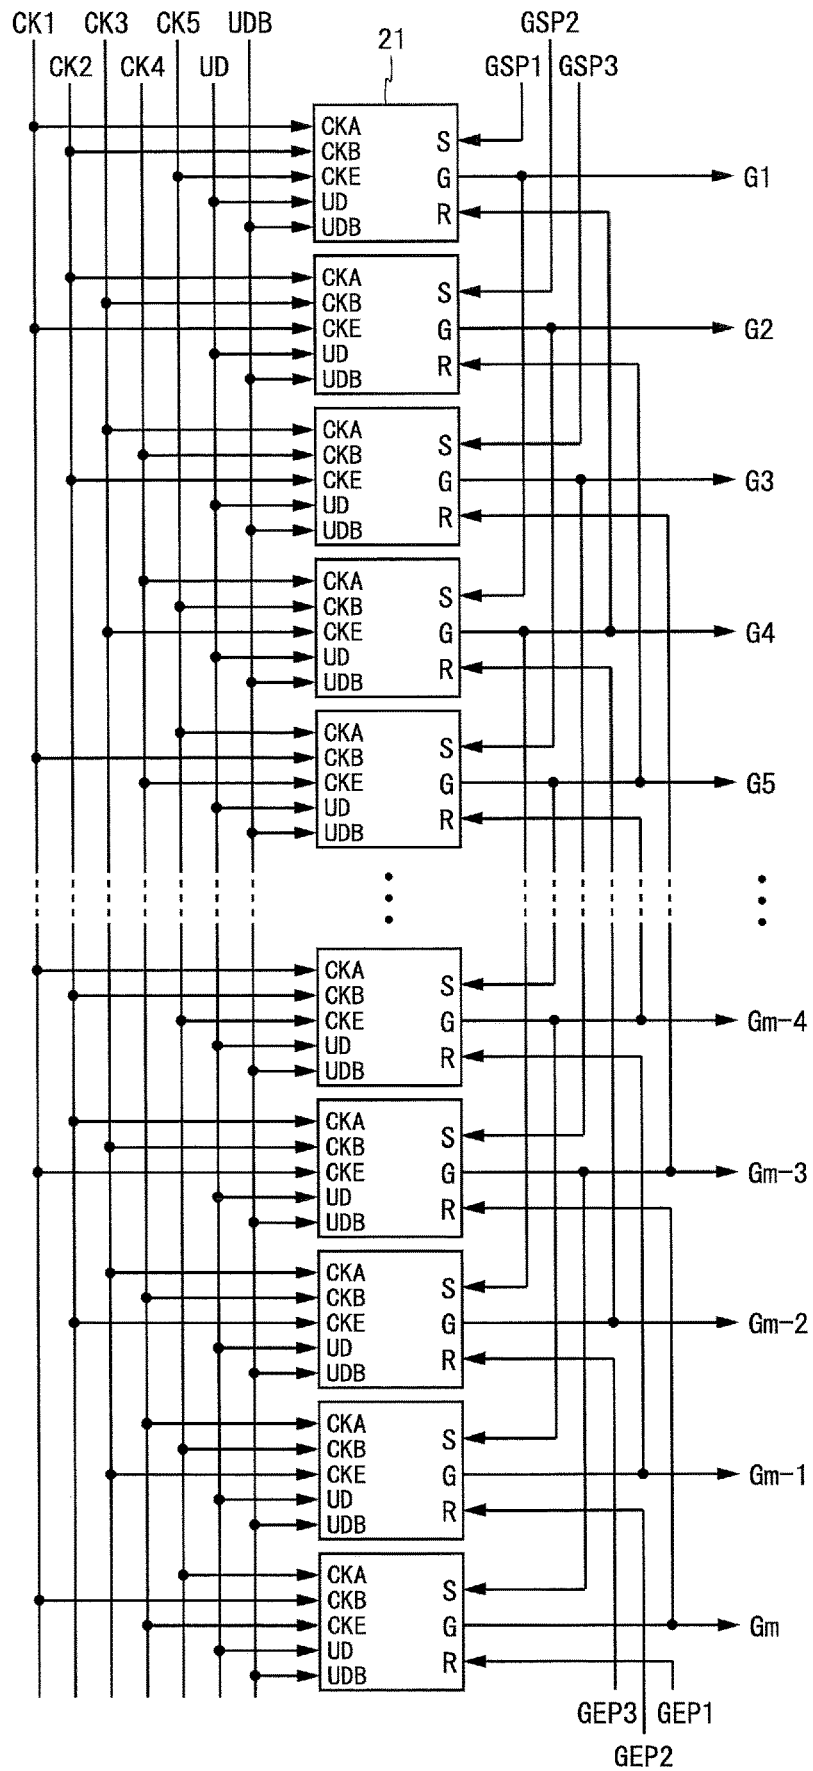 CK1 CK3 CK5 UDB GSP2
CK2 CK4 UD 21 GSP1 GSP3
CKA
S
CKB
CKE G G1
UD
R
UDB
CKA
S
CKB
CKE G G2
UD
R
UDB
CKA
S
CKB
CKE G G3
UD
R
UDB
CKA
S
CKB
CKE G G4
UD
R
UDB
CKA
S
CKB
CKE G G5
UD
R
UDB
CKA
S
CKB
CKE G Gm-4
UD
R
UDB
CKA
S
CKB
CKE G Gm-3
UD
R
UDB
CKA
S
CKB
CKE G Gm-2
UD
R
UDB
CKA
S
CKB
CKE G Gm-1
UD
R
UDB
CKA
S
CKB
CKE G Gm
UD
R
UDB
GEP3 GEP1
GEP2